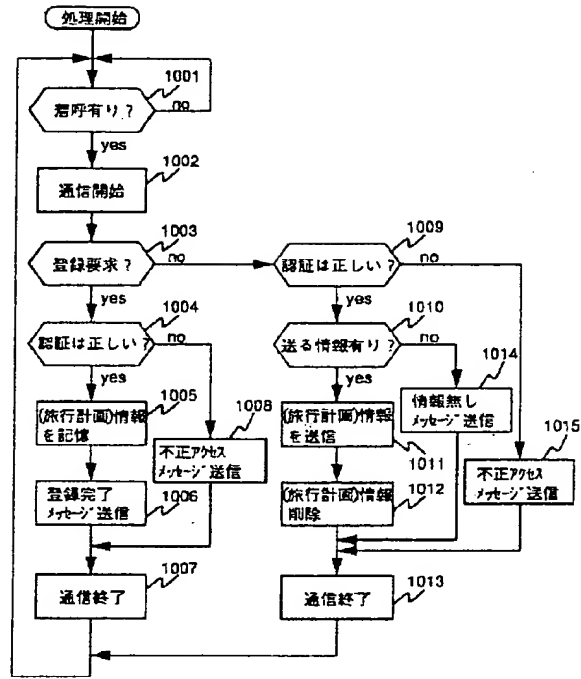 処理開始
1001
着呼有り？
no
yes
1002
通信開始
1003
登録要求？
no
yes
1004
認証は正しい？
no
yes
1005
(旅行計画)情報
を記憶
1008
不正アクセス
メッセージ送信
登録完了
メッセージ送信
1006
1007
通信終了
1009
認証は正しい？
no
yes
1010
送る情報有り？
no
yes
1014
情報無し
メッセージ送信
(旅行計画)情報
を送信
1011
1015
不正アクセス
メッセージ送信
(旅行計画)情報
削除
1012
通信終了
1013